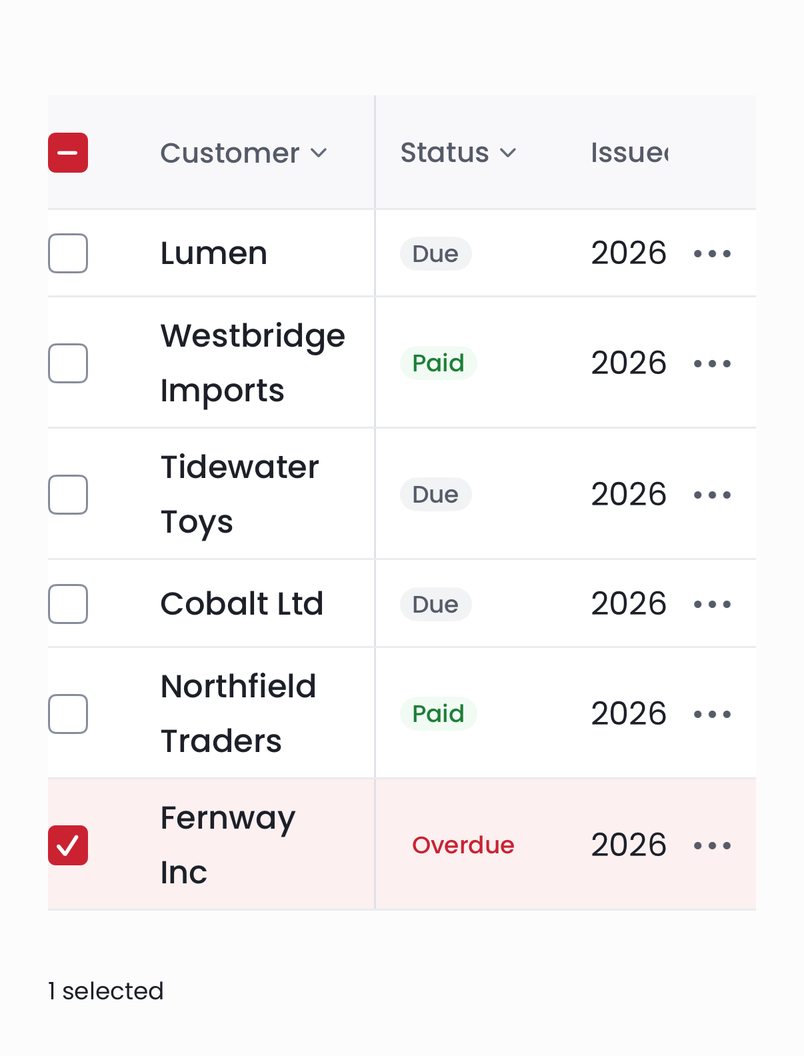 Customer Status Issue
Lumen Due 2026
Westbridge
Imports Paid 2026
Tidewater
Toys Due 2026
Cobalt Ltd Due 2026
Northfield
Traders Paid 2026
Fernway
Inc Overdue 2026
1 selected